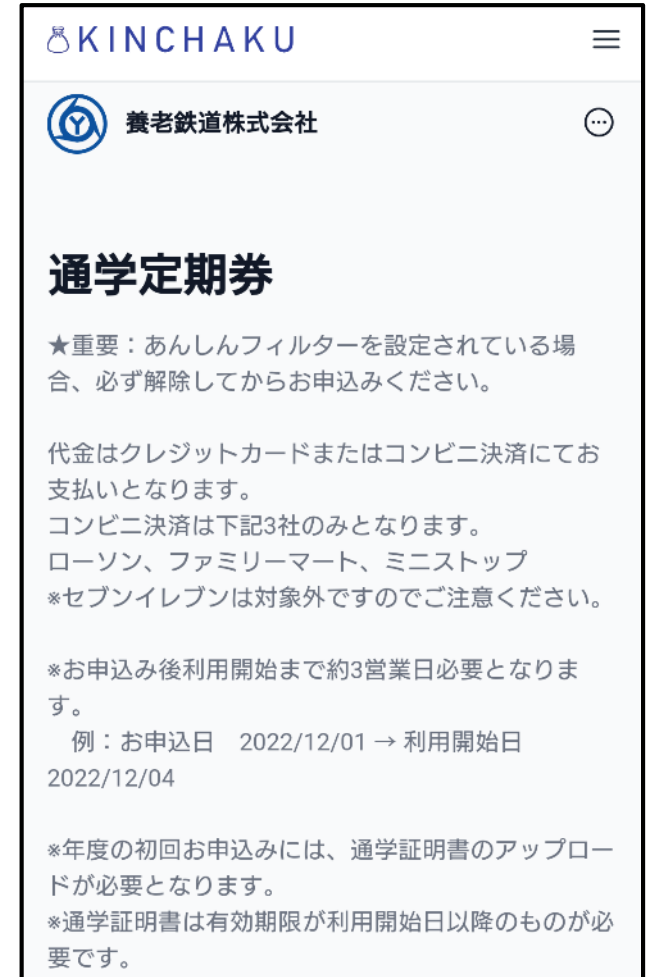 KINCHAKU
養老鉄道株式会社
通学定期券
★重要：あんしんフィルターを設定されている場
合、必ず解除してからお申込みください。
代金はクレジットカードまたはコンビニ決済にてお
支払いとなります。
コンビニ決済は下記3社のみとなります。
ローソン、ファミリーマート、ミニストップ
※セブンイレブンは対象外ですのでご注意ください。
※お申込み後利用開始まで約3営業日必要となりま
す。
例：お申込日　2022/12/01 → 利用開始日
2022/12/04
※年度の初回お申込みには、通学証明書のアップロー
ドが必要となります。
※通学証明書は有効期限が利用開始日以降のものが必
要です。